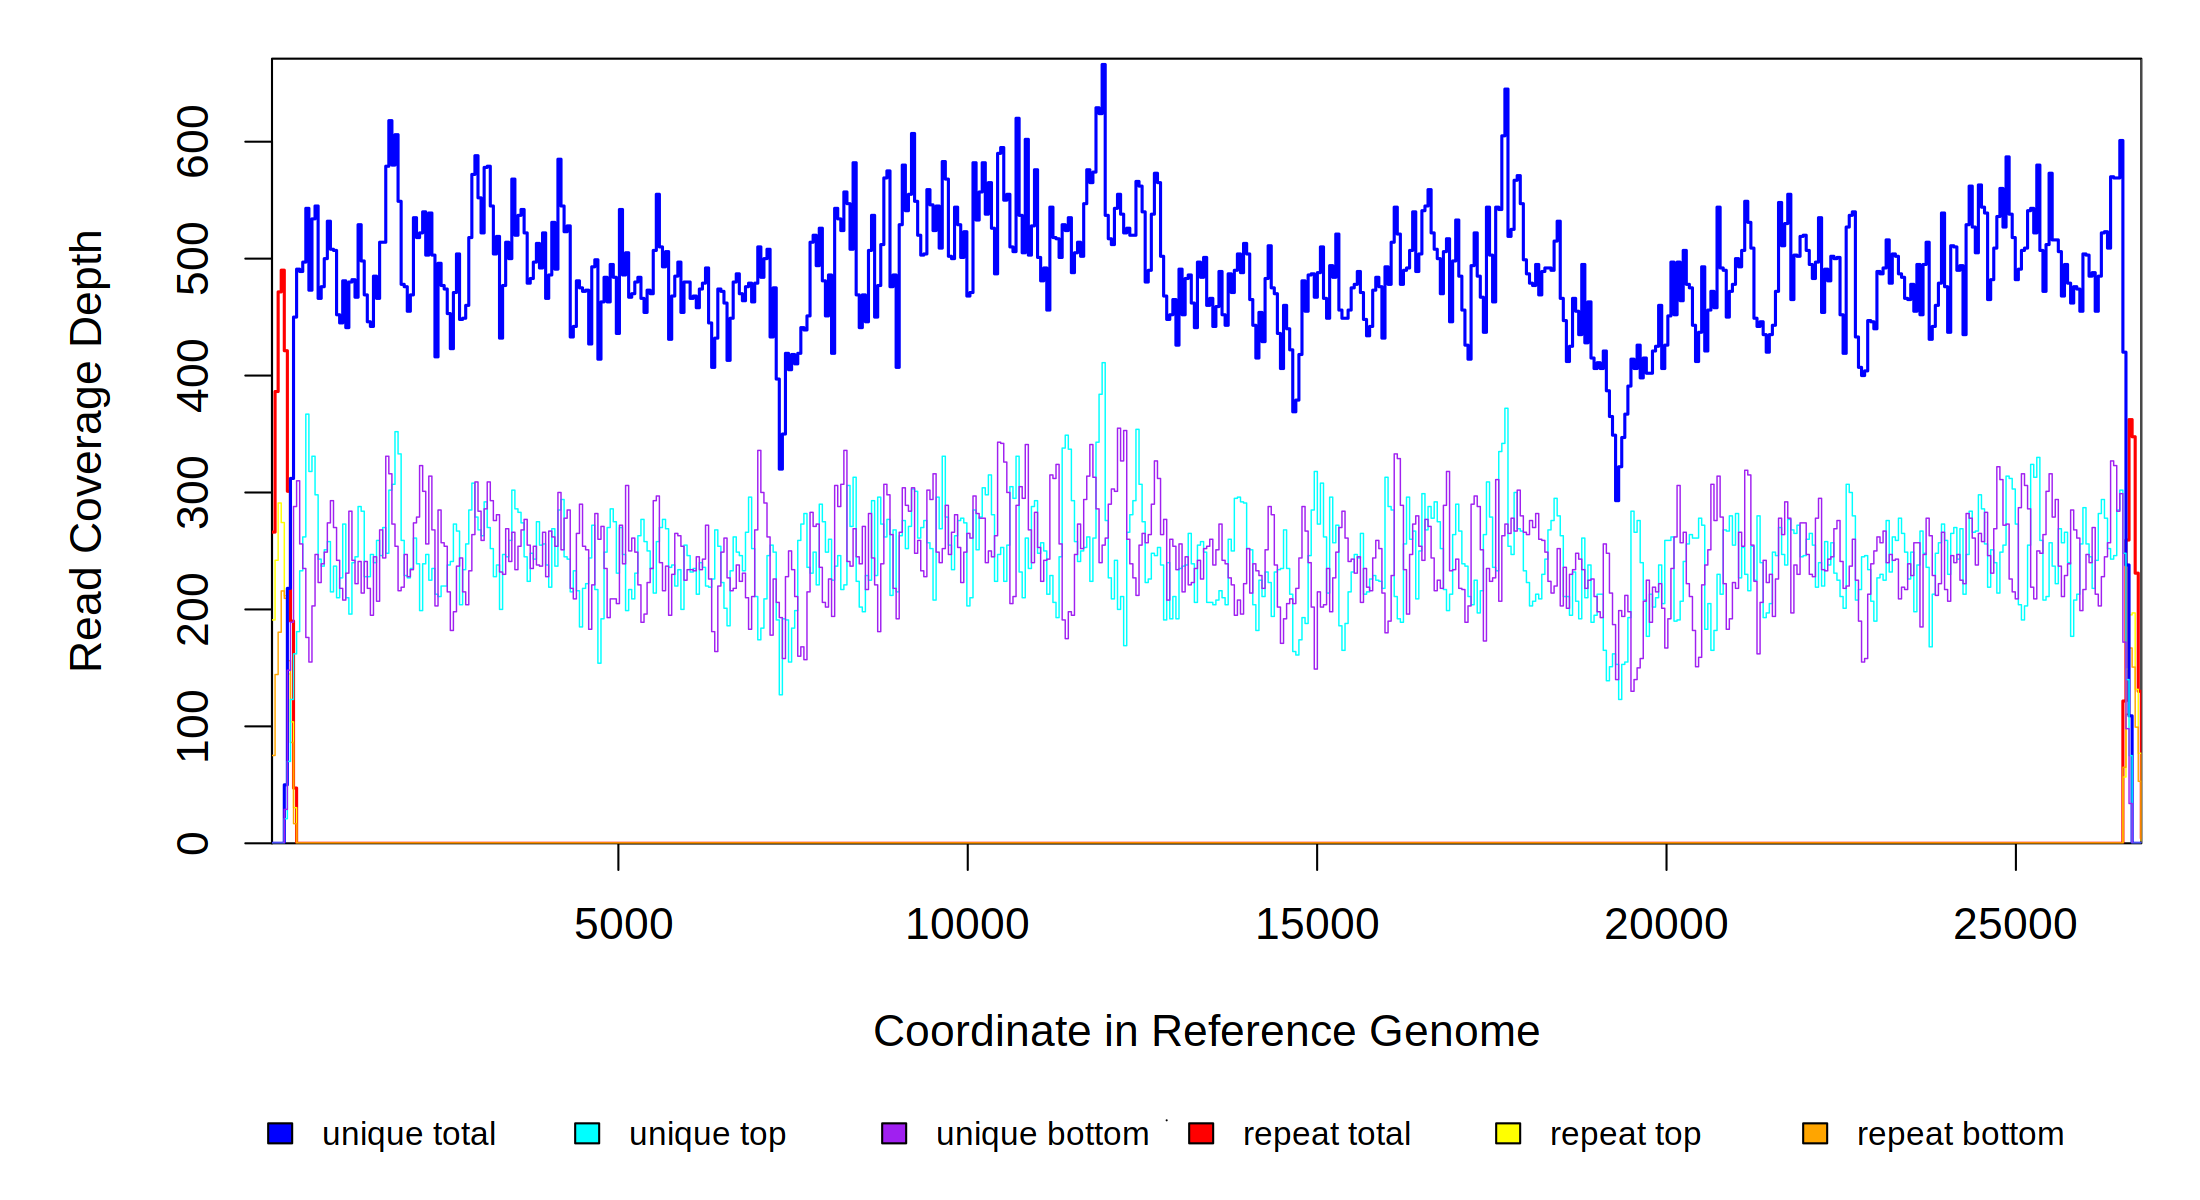 Read Coverage Depth
600
500
400
300
200
100
0
5000 10000 15000 20000 25000
Coordinate in Reference Genome
unique total unique top unique bottom repeat total repeat top repeat bottom